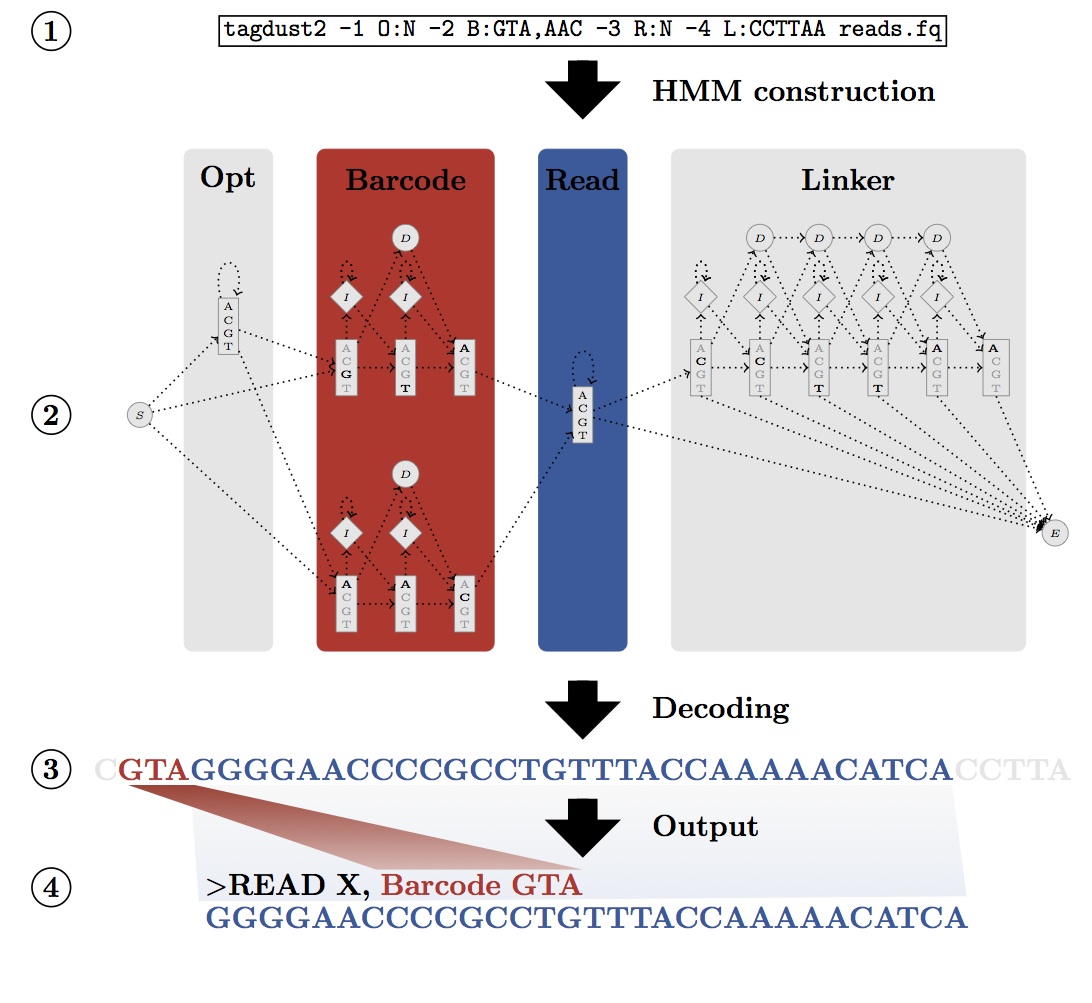 1
tagdust2 -1 O:N -2 B:GTA,AAC -3 R:N -4 L:CCTTAA reads.fq
HMM construction
Opt
Barcode
Read
Linker
2
S
A
C
G
T
D
I I
A A A
C C C
G G G
T T T
D
I I
A A A
C C C
G G G
T T T
A
C
G
T
D D D D
I I I I I
A A A A A A
C C C C C C
G G G G G G
T T T T T T
E
Decoding
3
CGTAGGGGAACCCCGCCTGTTTACCAAAAACATCACCTTA
Output
4
>READ X, Barcode GTA
GGGGAACCCCGCCTGTTTACCAAAAACATCA